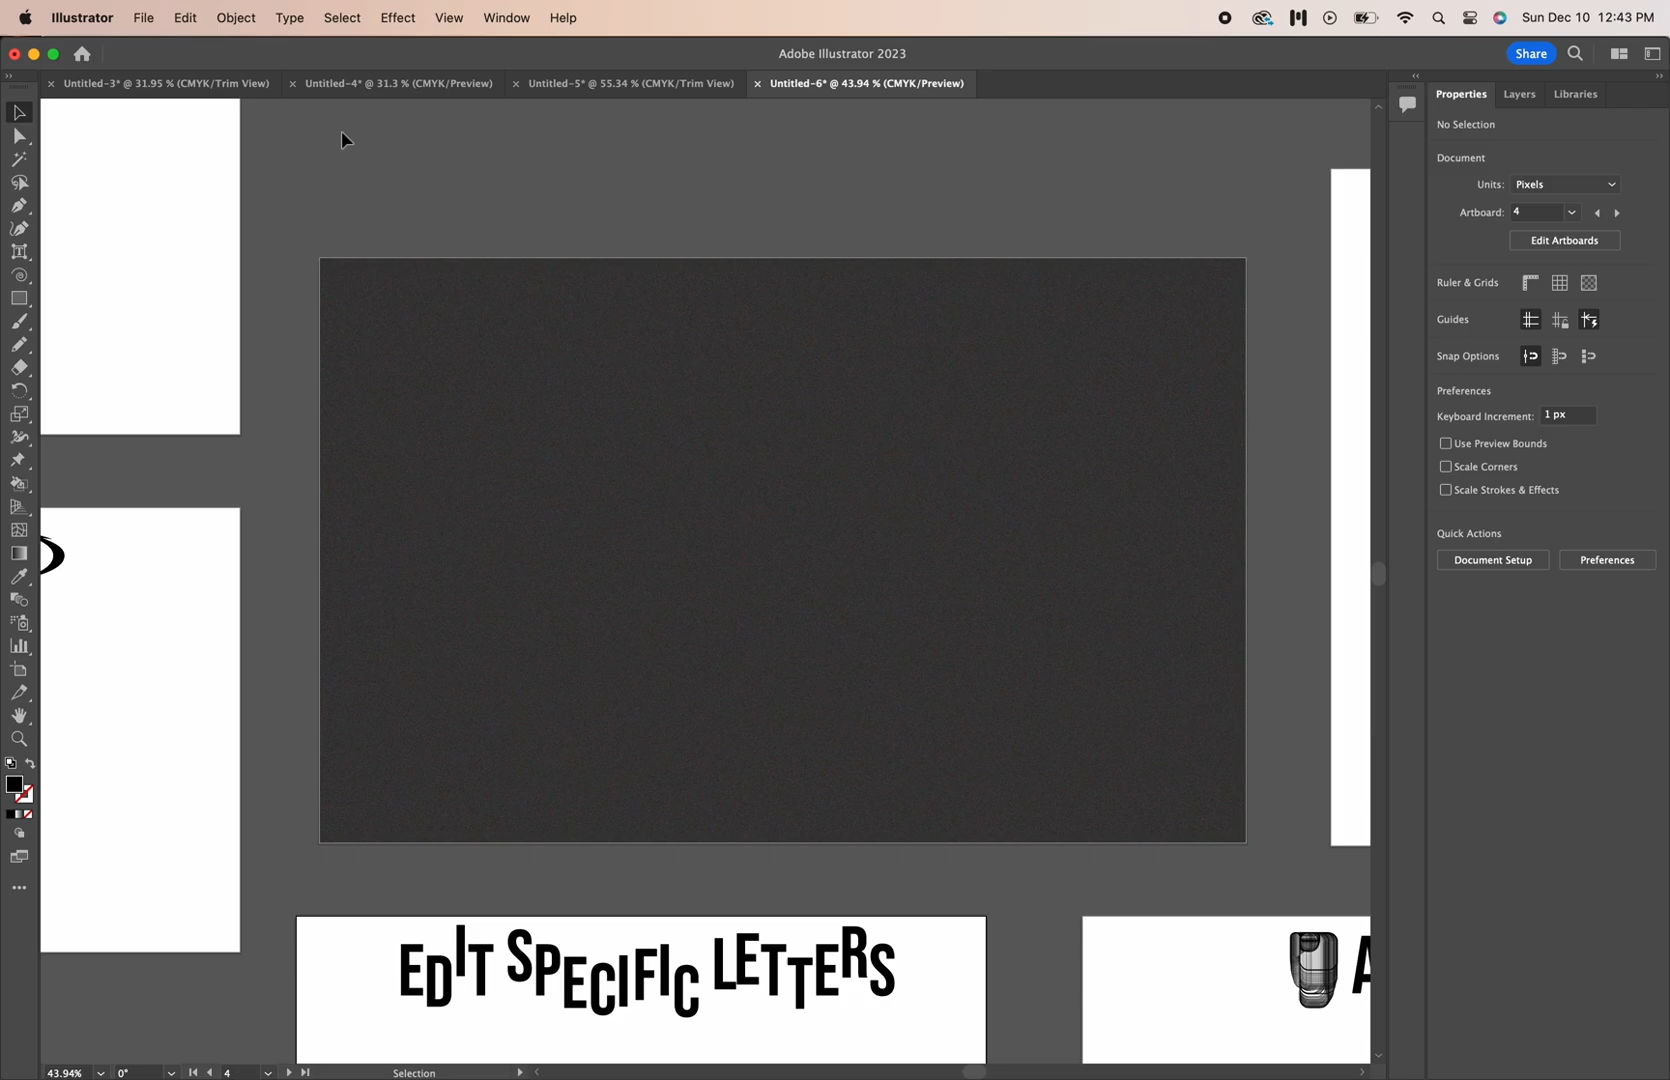 Illustrator File Edit Object Type Select Effect View Window Help Sun Dec 10 12:43 PM
Adobe Illustrator 2023 Share
Untitled-3* @ 31.95 % (CMYK/Trim View) Untitled-4* @ 31.3 % (CMYK/Preview) Untitled-5* @ 55.34 % (CMYK/Trim View) Untitled-6* @ 43.94 % (CMYK/Preview)
Properties Layers Libraries
No Selection
Document
Units: Pixels
Artboard: 4
Edit Artboards
Ruler & Grids
Guides
Snap Options
Preferences
Keyboard Increment: 1 px
Use Preview Bounds
Scale Corners
Scale Strokes & Effects
Quick Actions
Document Setup Preferences
EDIT SPECIFIC LETTERS
43.94% 0° 4 Selection